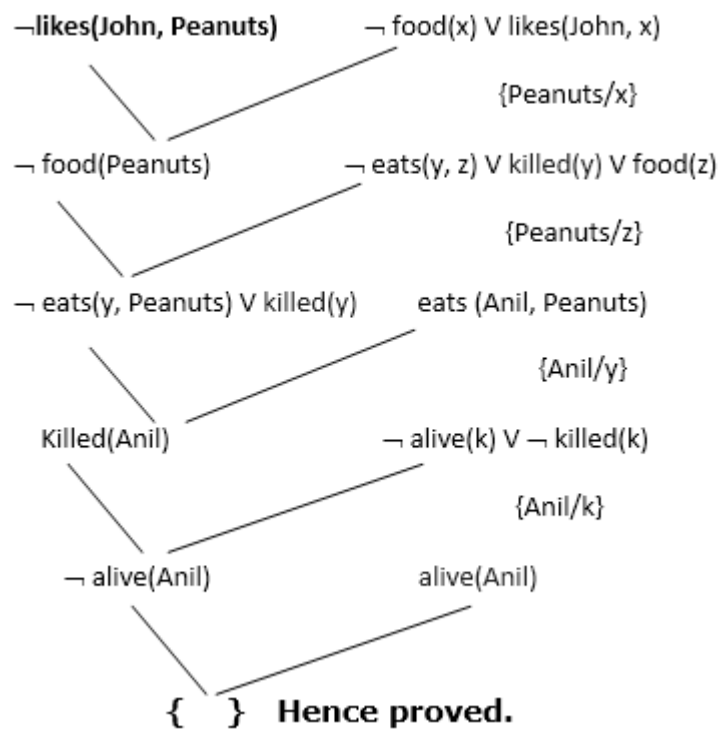 ¬likes(John, Peanuts) ¬ food(x) V likes(John, x)
{Peanuts/x}
¬ food(Peanuts) ¬ eats(y, z) V killed(y) V food(z)
{Peanuts/z}
¬ eats(y, Peanuts) V killed(y) eats (Anil, Peanuts)
{Anil/y}
Killed(Anil) ¬ alive(k) V ¬ killed(k)
{Anil/k}
¬ alive(Anil) alive(Anil)
{ } Hence proved.